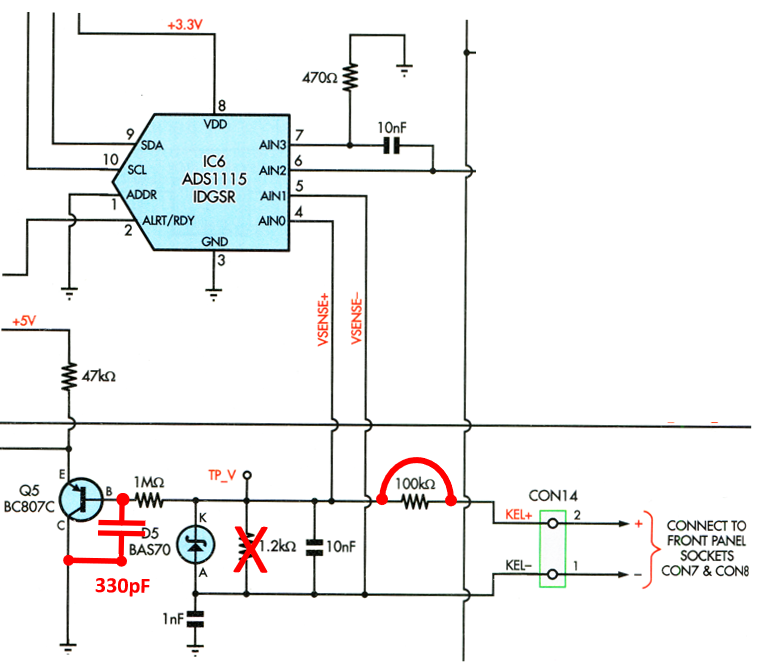 +3.3V
470Ω
10nF
8
VDD
9
SDA
10
SCL
ADDR
1
ALRT/RDY
2
IC6
ADS1115
IDGSR
AIN3
7
AIN2
6
AIN1
5
AIN0
4
GND
3
VSENSE+
VSENSE–
+5V
47kΩ
E
Q5
BC807C
B
C
1MΩ
TP_V
100kΩ
D5
BAS70
K
A
1.2kΩ
10nF
330pF
1nF
CON14
KEL+
2
+
KEL–
1
–
CONNECT TO
FRONT PANEL
SOCKETS
CON7 & CON8